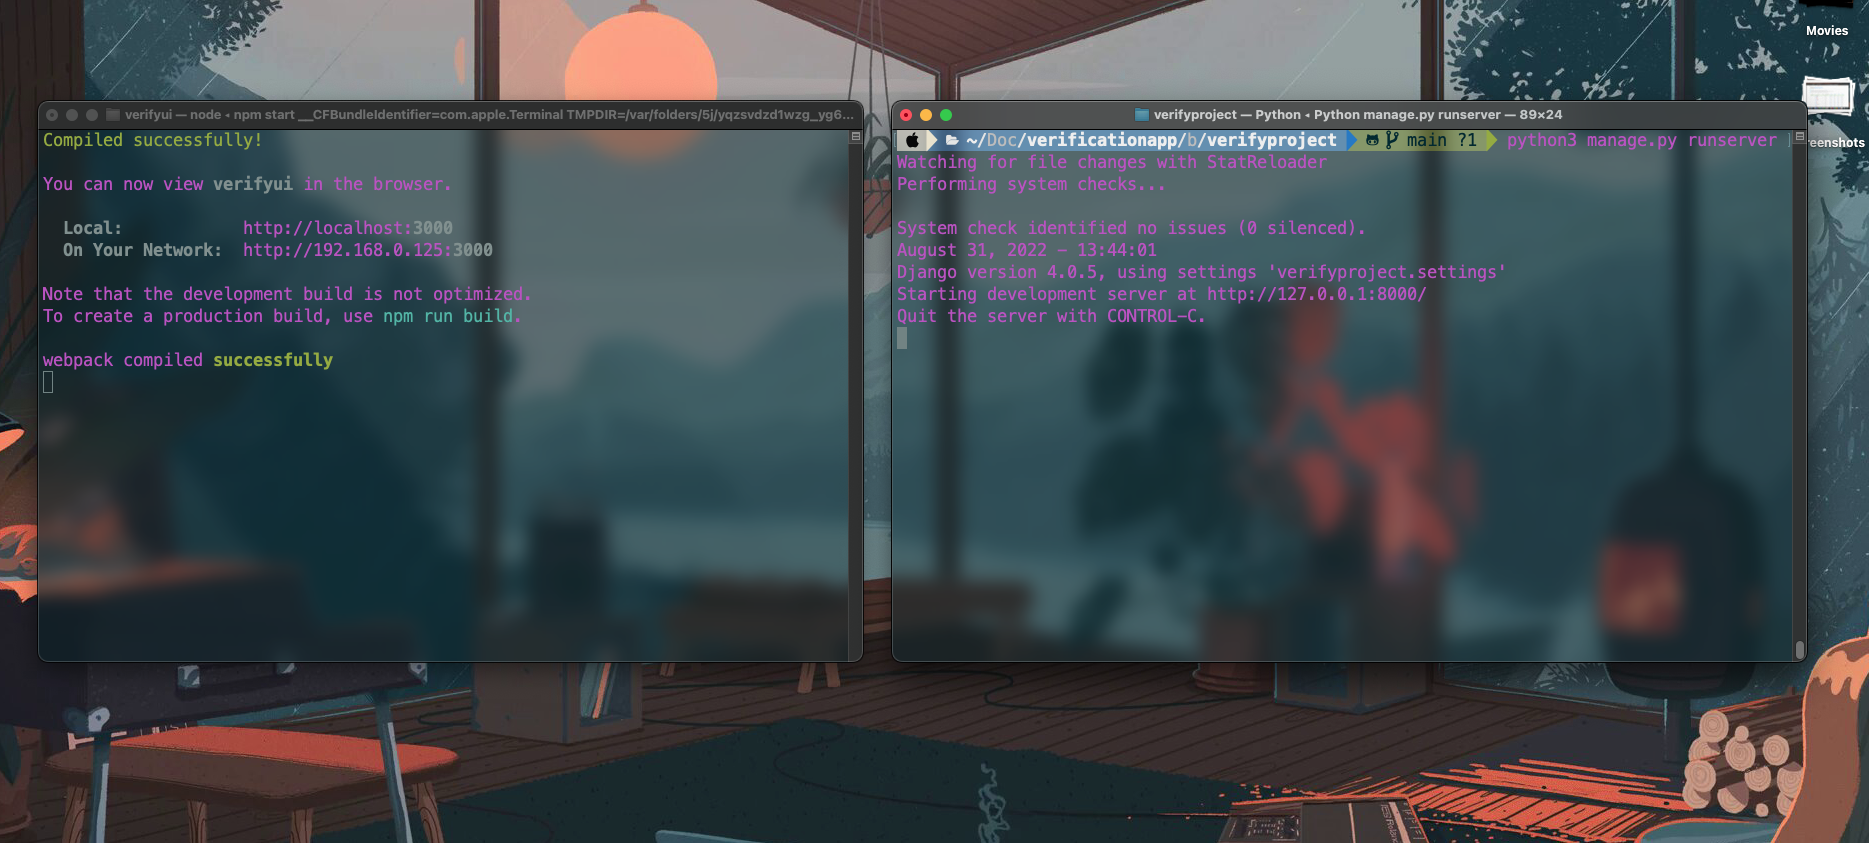 Movies
eenshots
verifyui — node ◂ npm start __CFBundleIdentifier=com.apple.Terminal TMPDIR=/var/folders/5j/yqzsvdzd1wzg_yg6...
Compiled successfully!
You can now view verifyui in the browser.
Local: http://localhost:3000
On Your Network: http://192.168.0.125:3000
Note that the development build is not optimized.
To create a production build, use npm run build.
webpack compiled successfully
verifyproject — Python ◂ Python manage.py runserver — 89×24
~/Doc/verificationapp/b/verifyproject main ?1 python3 manage.py runserver
Watching for file changes with StatReloader
Performing system checks...
System check identified no issues (0 silenced).
August 31, 2022 - 13:44:01
Django version 4.0.5, using settings 'verifyproject.settings'
Starting development server at http://127.0.0.1:8000/
Quit the server with CONTROL-C.